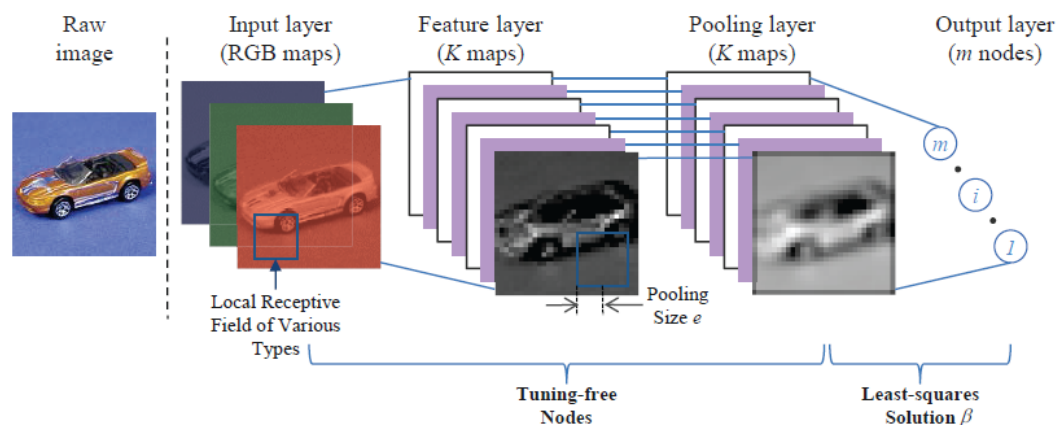 Raw
image
Input layer
(RGB maps)
Feature layer
(K maps)
Pooling layer
(K maps)
Output layer
(m nodes)
m
i
1
Local Receptive
Field of Various
Types
Pooling
Size e
Tuning-free
Nodes
Least-squares
Solution β